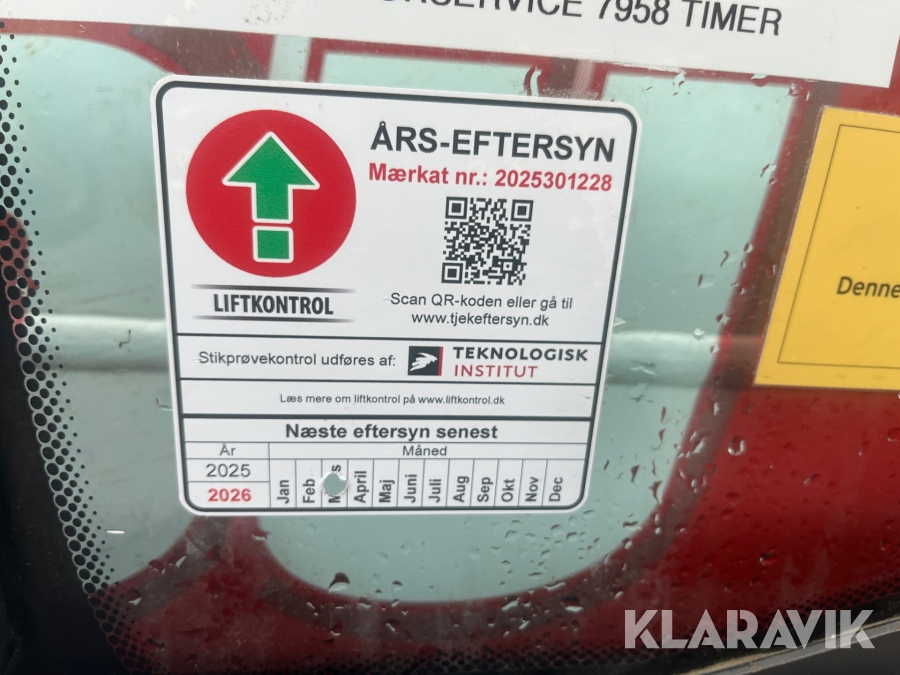 SERVICE 7958 TIMER
ÅRS-EFTERSYN
Mærkat nr.: 2025301228
LIFTKONTROL
Scan QR-koden eller gå til
www.tjekeftersyn.dk
Stikprøvekontrol udføres af:
TEKNOLOGISK
INSTITUT
Læs mere om liftkontrol på www.liftkontrol.dk
Næste eftersyn senest
År Måned
2025
2026
Jan Feb April Maj Juni Juli Aug Sep Okt Nov Dec
Denne
KLARAVIK